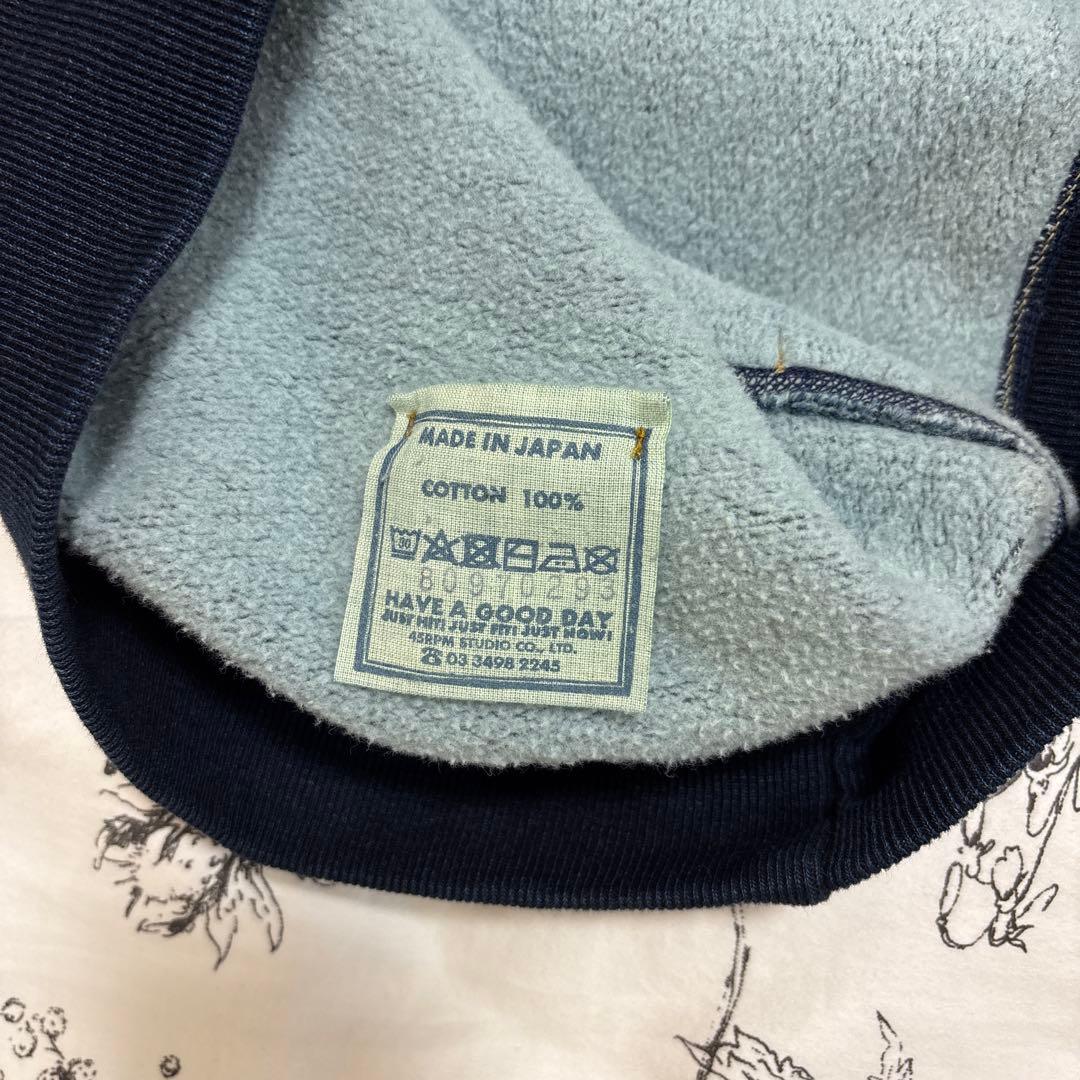 MADE IN JAPAN
COTTON 100%
80970293
HAVE A GOOD DAY
JUST HIT! JUST FIT! JUST NOW!
45RPM STUDIO CO., LTD.
☎ 03 3498 2245